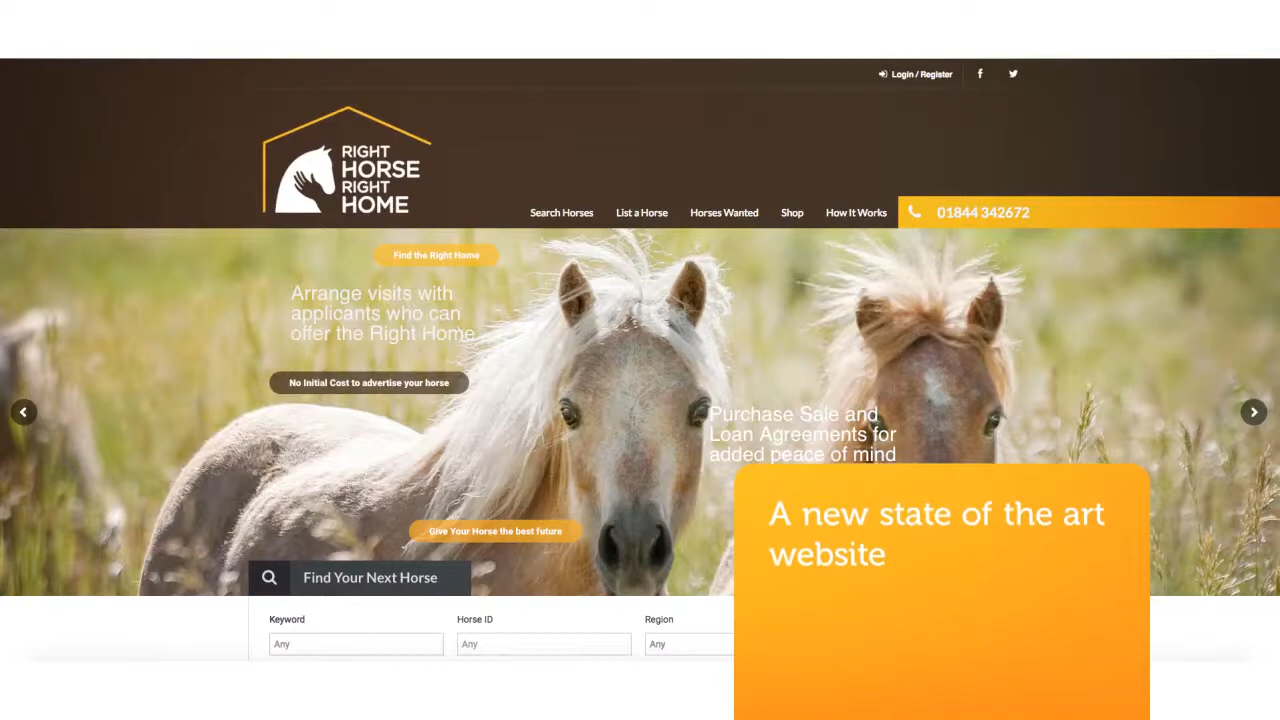 Login / Register
RIGHT
HORSE
RIGHT
HOME
Search Horses
List a Horse
Horses Wanted
Shop
How It Works
01844 342672
Find the Right Home
Arrange visits with
applicants who can
offer the Right Home
No Initial Cost to advertise your horse
Purchase Sale and
Loan Agreements for
added peace of mind
Give Your Horse the best future
A new state of the art
website
Find Your Next Horse
Keyword
Horse ID
Region
Any
Any
Any